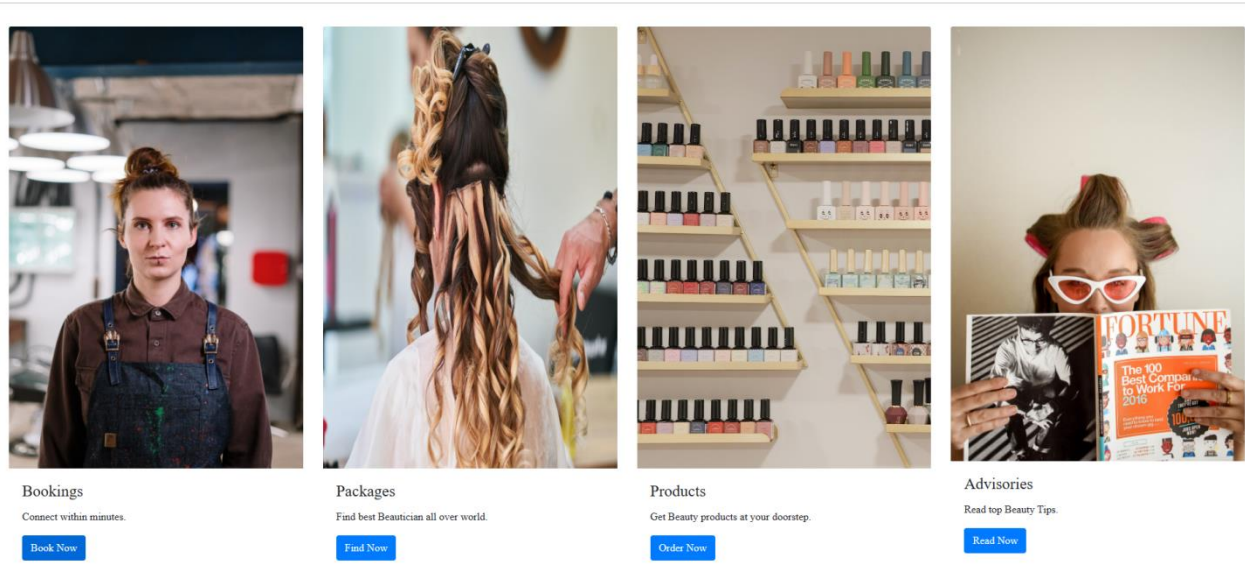 FORTUNE
The 100
Best Compan
to Work For
2016
100
Bookings
Connect within minutes.
Book Now
Packages
Find best Beautician all over world.
Find Now
Products
Get Beauty products at your doorstep.
Order Now
Advisories
Read top Beauty Tips.
Read Now